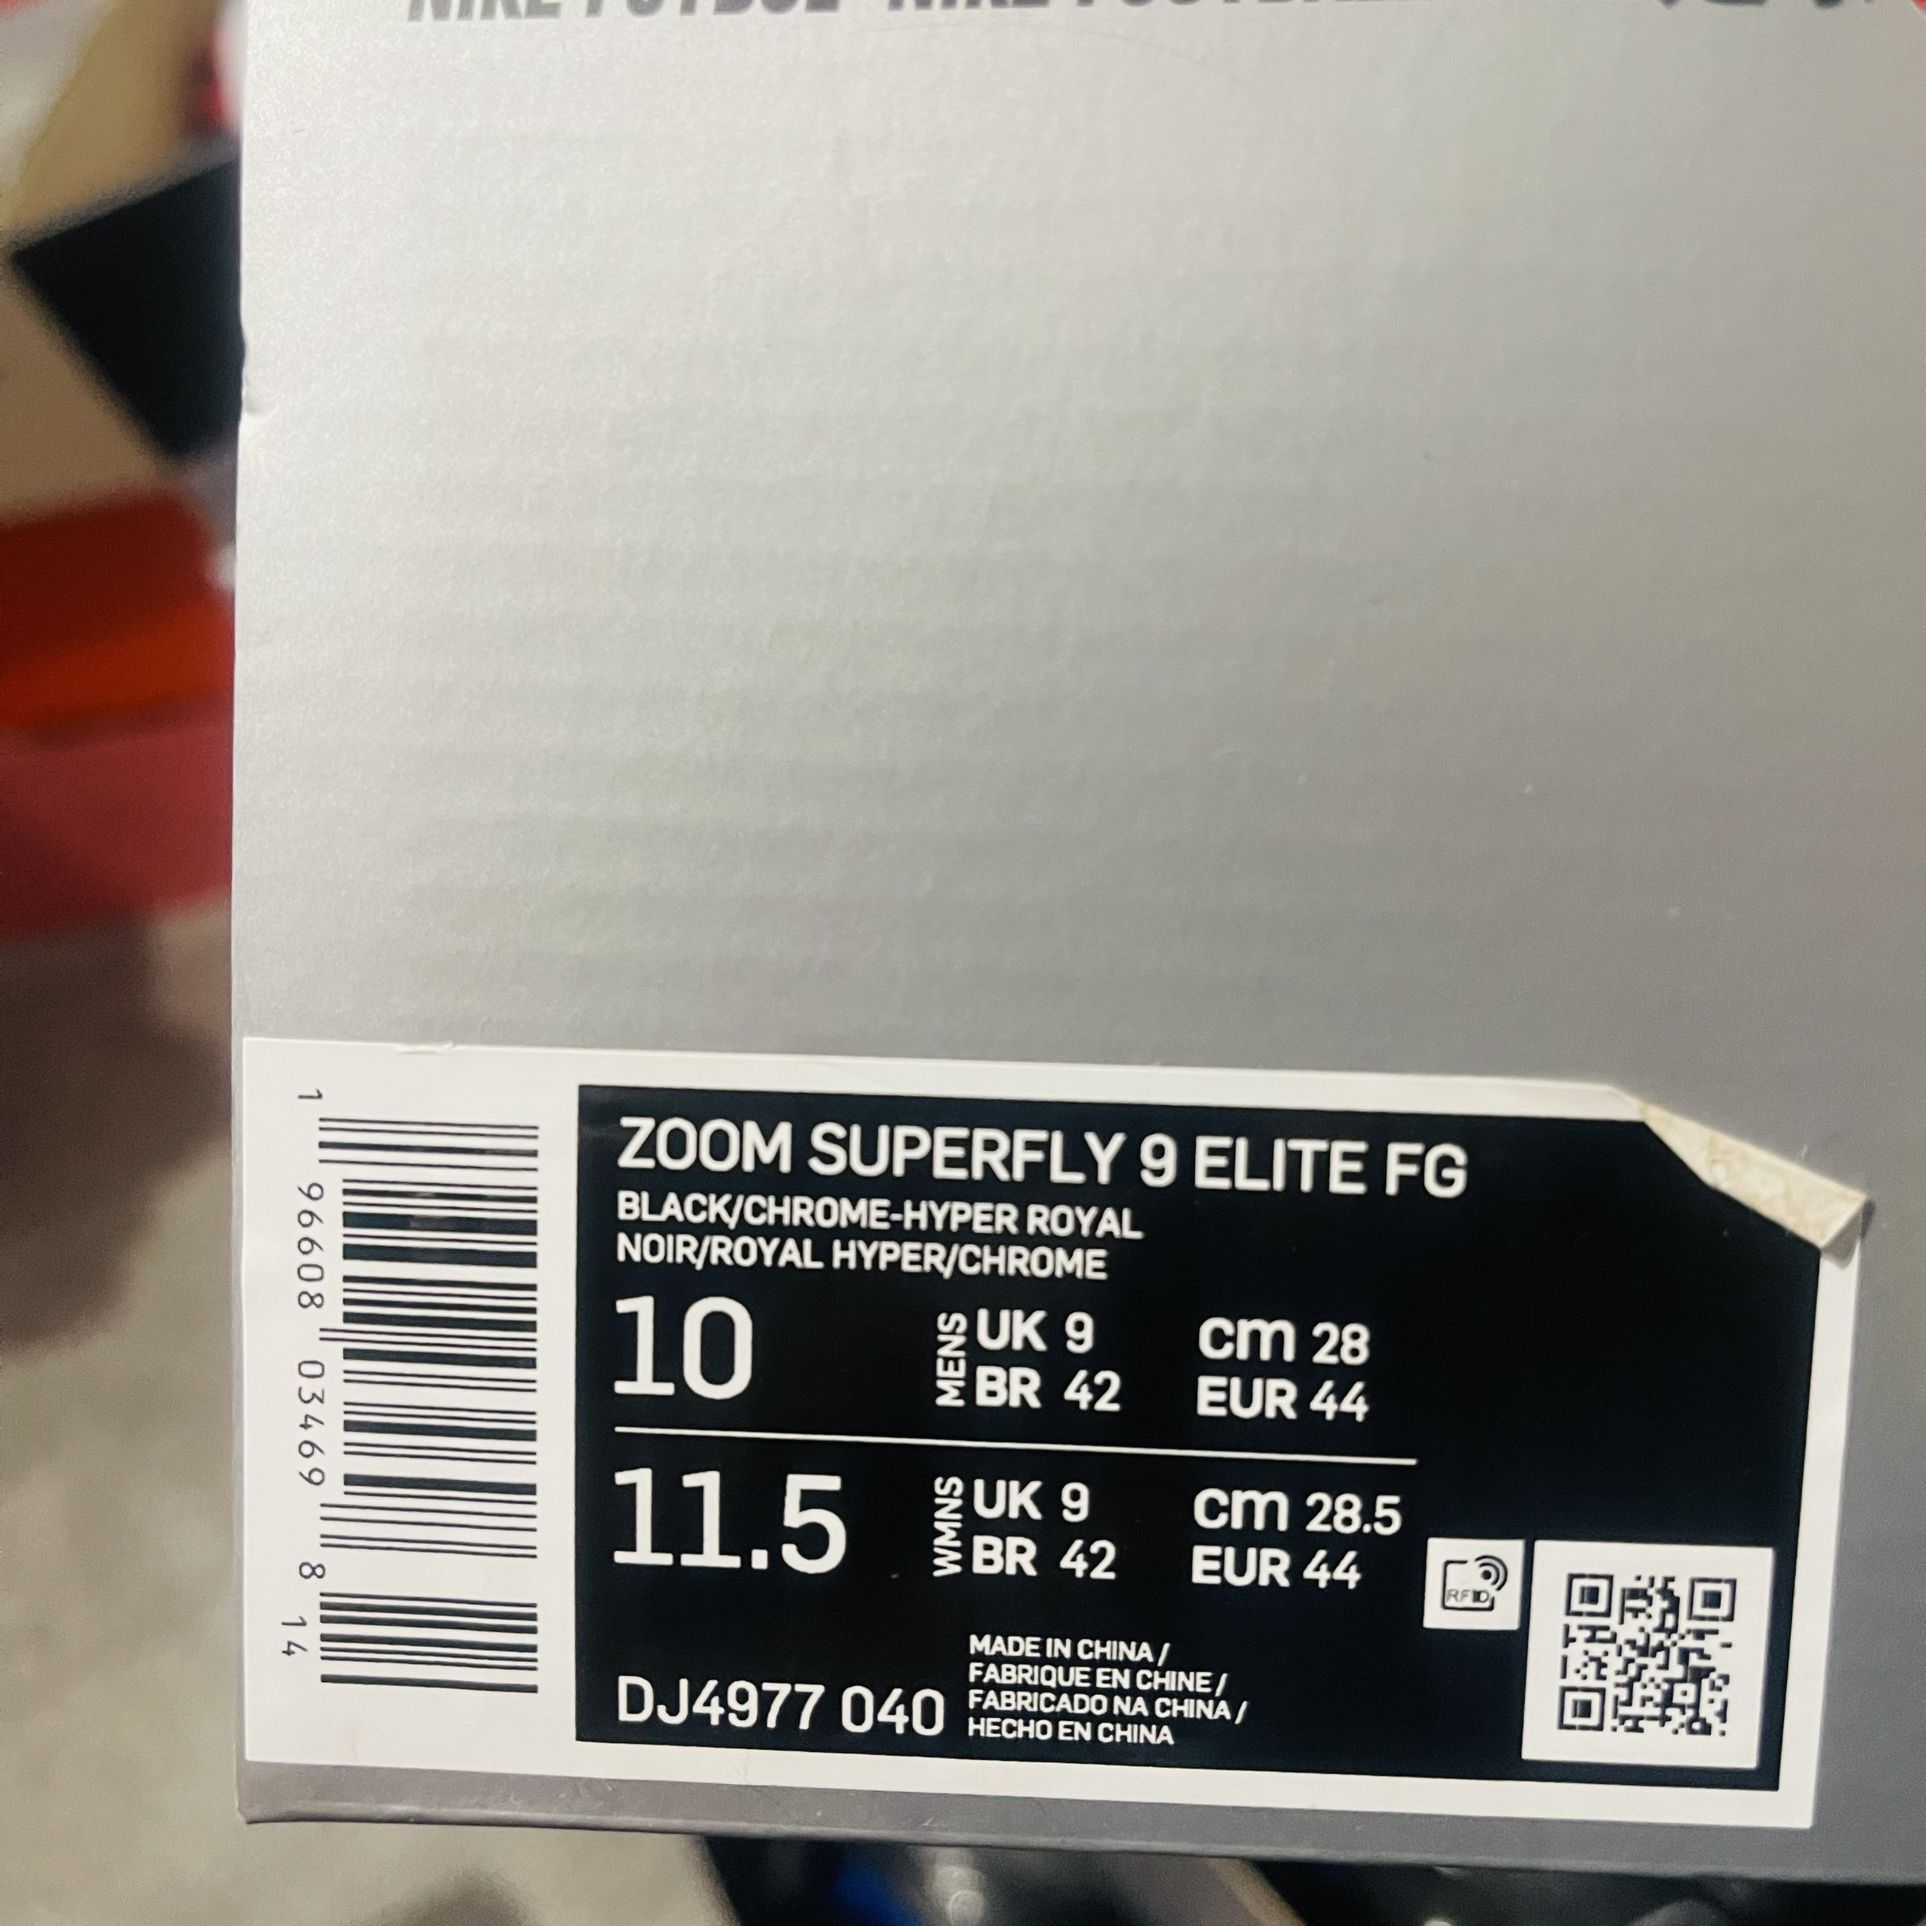 ZOOM SUPERFLY 9 ELITE FG
BLACK/CHROME-HYPER ROYAL
NOIR/ROYAL HYPER/CHROME
10 MENS UK 9 cm 28
BR 42 EUR 44
11.5 WMNS UK 9 cm 28.5
BR 42 EUR 44
RFID
DJ4977 040
MADE IN CHINA /
FABRIQUE EN CHINE /
FABRICADO NA CHINA /
HECHO EN CHINA
1 96608 03469 8 14